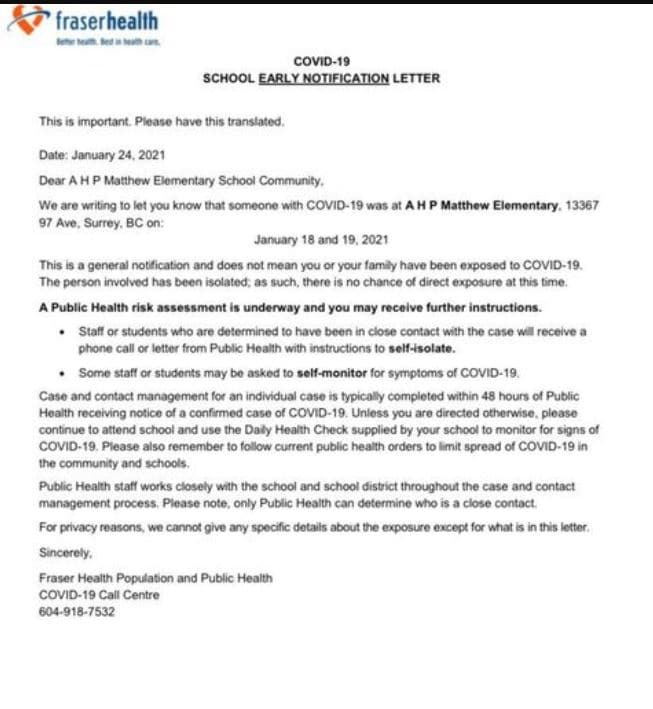 fraserhealth
Better health. Best in health care.
COVID-19
SCHOOL EARLY NOTIFICATION LETTER
This is important. Please have this translated.
Date: January 24, 2021
Dear A H P Matthew Elementary School Community,
We are writing to let you know that someone with COVID-19 was at A H P Matthew Elementary, 13367
97 Ave, Surrey, BC on:
January 18 and 19, 2021
This is a general notification and does not mean you or your family have been exposed to COVID-19.
The person involved has been isolated; as such, there is no chance of direct exposure at this time.
A Public Health risk assessment is underway and you may receive further instructions.
• Staff or students who are determined to have been in close contact with the case will receive a
phone call or letter from Public Health with instructions to self-isolate.
• Some staff or students may be asked to self-monitor for symptoms of COVID-19.
Case and contact management for an individual case is typically completed within 48 hours of Public
Health receiving notice of a confirmed case of COVID-19. Unless you are directed otherwise, please
continue to attend school and use the Daily Health Check supplied by your school to monitor for signs of
COVID-19. Please also remember to follow current public health orders to limit spread of COVID-19 in
the community and schools.
Public Health staff works closely with the school and school district throughout the case and contact
management process. Please note, only Public Health can determine who is a close contact.
For privacy reasons, we cannot give any specific details about the exposure except for what is in this letter.
Sincerely,
Fraser Health Population and Public Health
COVID-19 Call Centre
604-918-7532